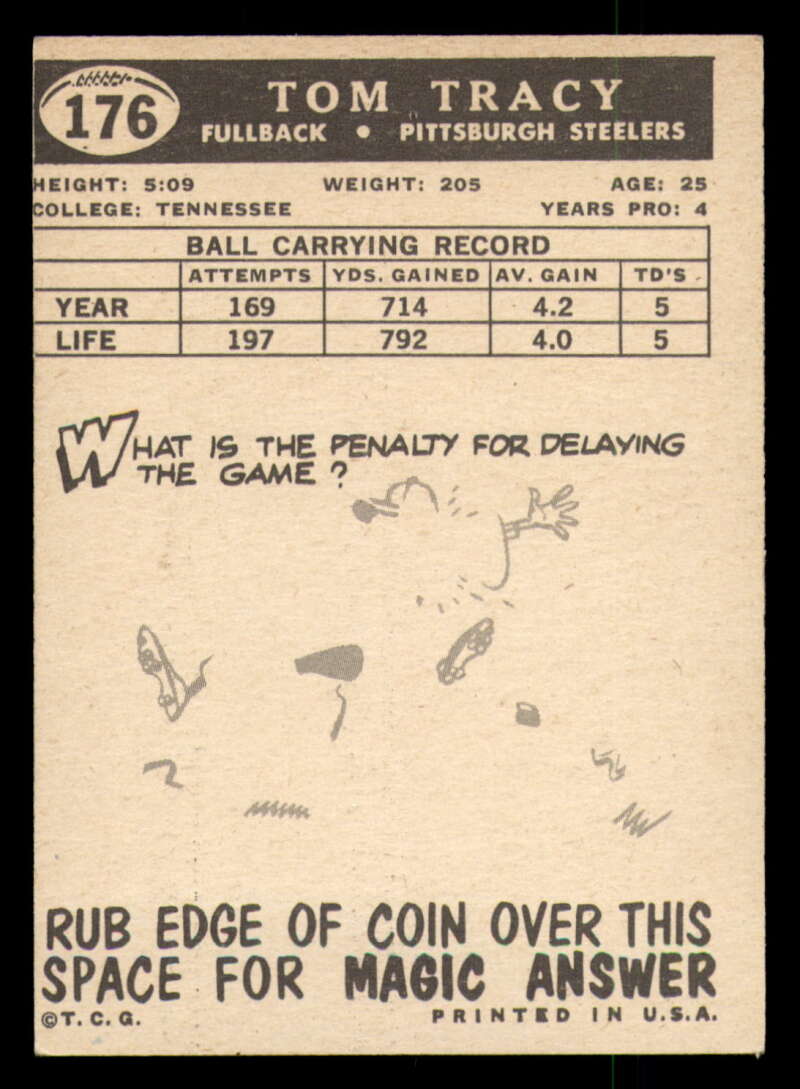 176
TOM TRACY
FULLBACK • PITTSBURGH STEELERS
HEIGHT: 5:09 WEIGHT: 205 AGE: 25
COLLEGE: TENNESSEE YEARS PRO: 4
BALL CARRYING RECORD
ATTEMPTS YDS. GAINED AV. GAIN TD'S
YEAR 169 714 4.2 5
LIFE 197 792 4.0 5
WHAT IS THE PENALTY FOR DELAYING
THE GAME?
RUB EDGE OF COIN OVER THIS
SPACE FOR MAGIC ANSWER
©T. C. G. PRINTED IN U.S.A.